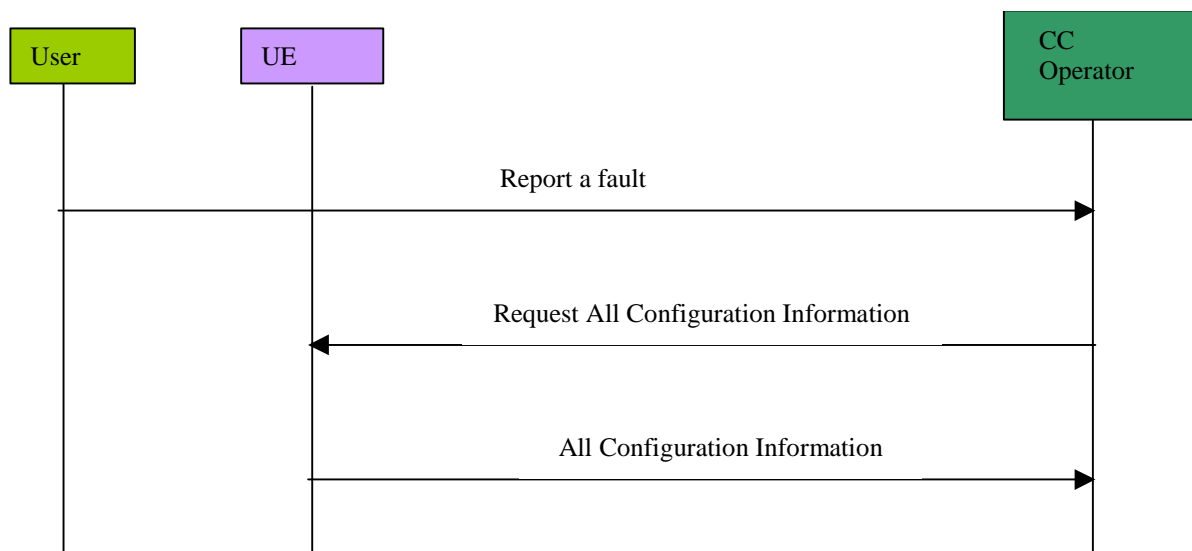 User
UE
CC
Operator
Report a fault
Request All Configuration Information
All Configuration Information